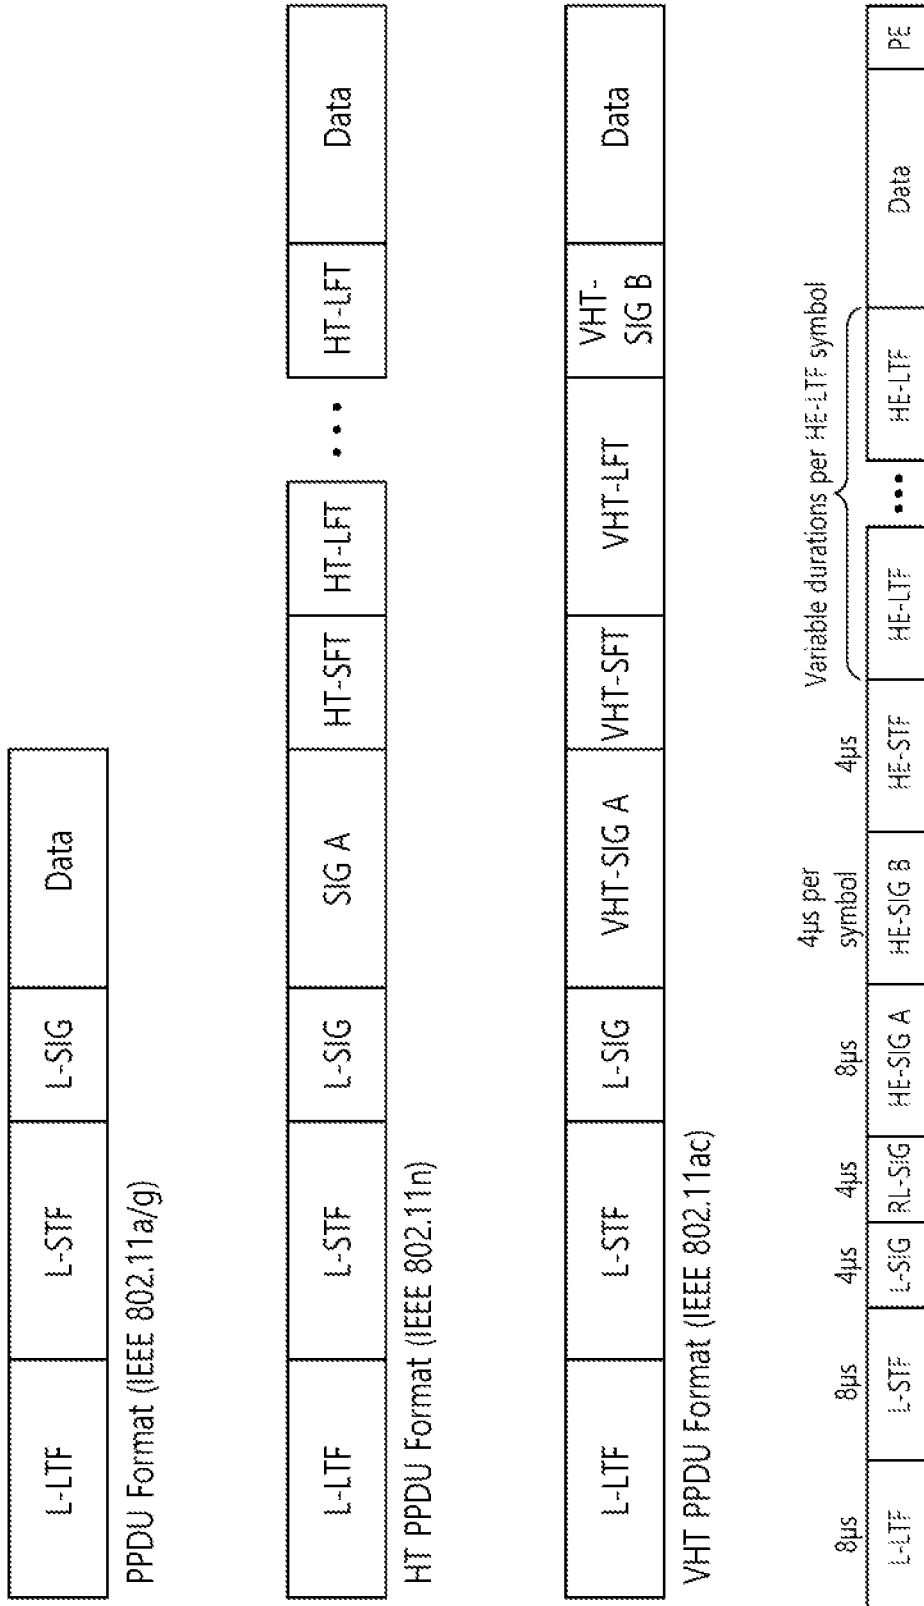 L-LTF
L-STF
L-SIG
Data
PPDU Format (IEEE 802.11a/g)
L-LTF
L-STF
L-SIG
SIG A
HT-SFT
HT-LFT
•••
HT-LFT
Data
HT PPDU Format (IEEE 802.11n)
L-LTF
L-STF
L-SIG
VHT-SIG A
VHT-SFT
VHT-LFT
VHT-
SIG B
Data
VHT PPDU Format (IEEE 802.11ac)
8µs
8µs
4µs
4µs
8µs
4µs per
symbol
4µs
Variable durations per HE-LTF symbol
L-LTF
L-STF
L-SIG
RL-SIG
HE-SIG A
HE-SIG B
HE-STF
HE-LTF
•••
HE-LTF
Data
PE